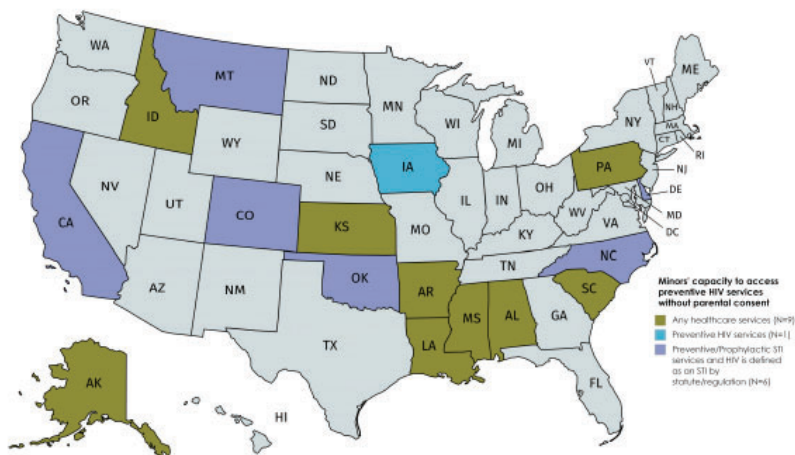 WA
MT
ND
MN
VT
ME
OR
ID
SD
WI
MI
NY
NH
MA
CT
RI
WY
IA
NE
PA
NJ
NV
UT
CO
IL
IN
OH
DE
MD
DC
CA
KS
MO
WV
VA
KY
AZ
NM
OK
AR
TN
NC
SC
TX
LA
MS
AL
GA
FL
AK
HI
Minors' capacity to access
preventive HIV services
without parental consent
Any healthcare services (N=9)
Preventive HIV services (N=1)
Preventive/Prophylactic STI
services and HIV is defined
as an STI by
statute/regulation (N=6)